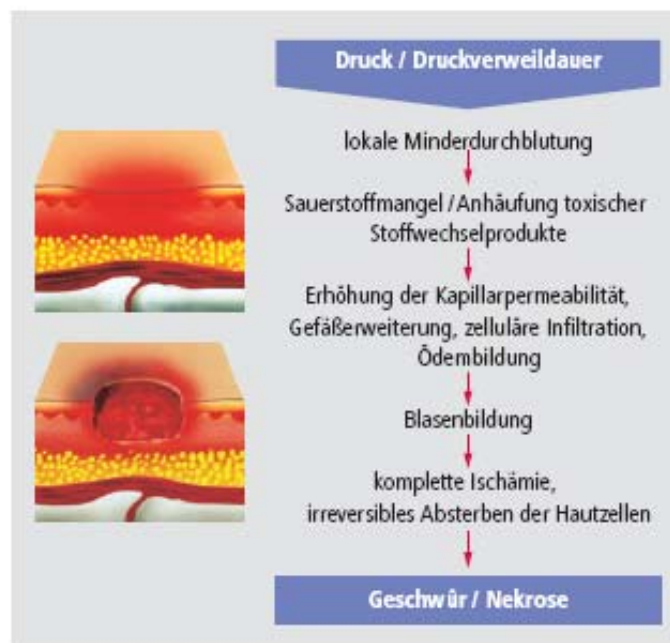 Druck / Druckverweildauer
lokale Minderdurchblutung
Sauerstoffmangel / Anhäufung toxischer
Stoffwechselprodukte
Erhöhung der Kapillarpermeabilität,
Gefäßerweiterung, zelluläre Infiltration,
Ödembildung
Blasenbildung
komplette Ischämie,
irreversibles Absterben der Hautzellen
Geschwür / Nekrose